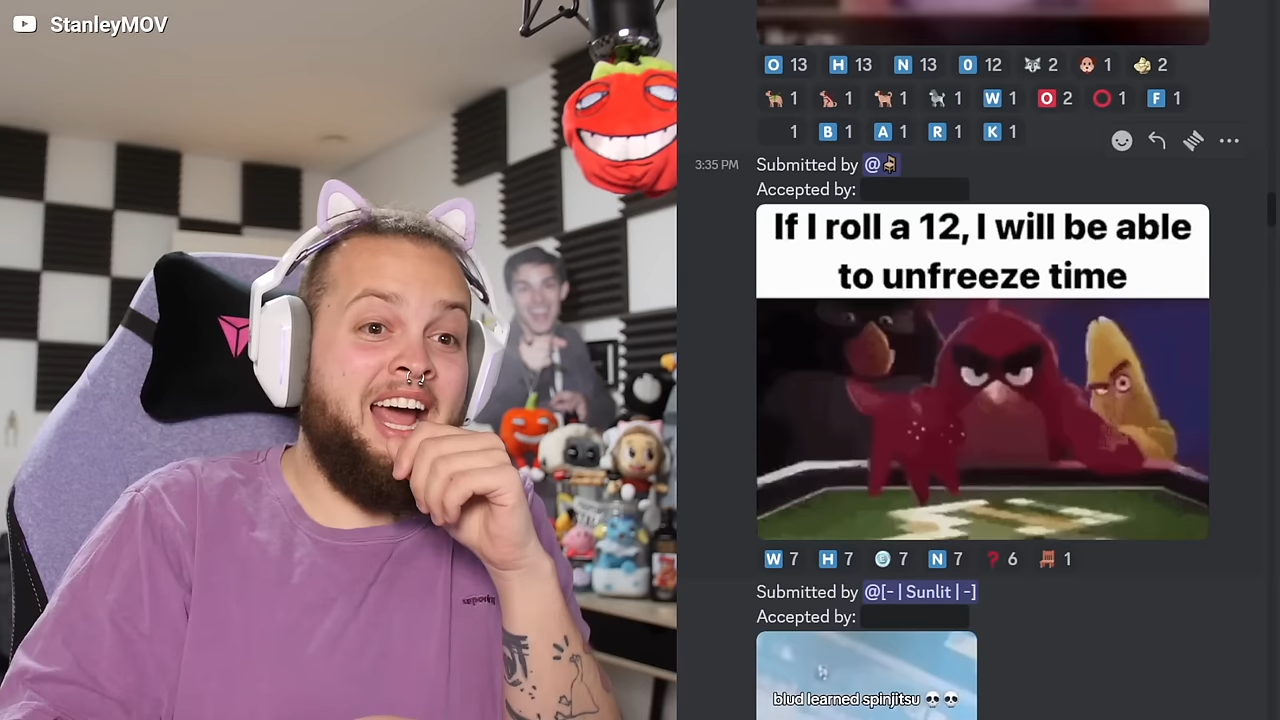 StanleyMOV
O 13 H 13 N 13 O 12 2 1 2
1 1 1 1 W 1 O 2 1 F 1
1 B 1 A 1 R 1 K 1
3:35 PM Submitted by @
Accepted by:
If I roll a 12, I will be able
to unfreeze time
W 7 H 7 7 N 7 ? 6 1
Submitted by @[- | Sunlit | -]
Accepted by:
blud learned spinjitsu 💀💀